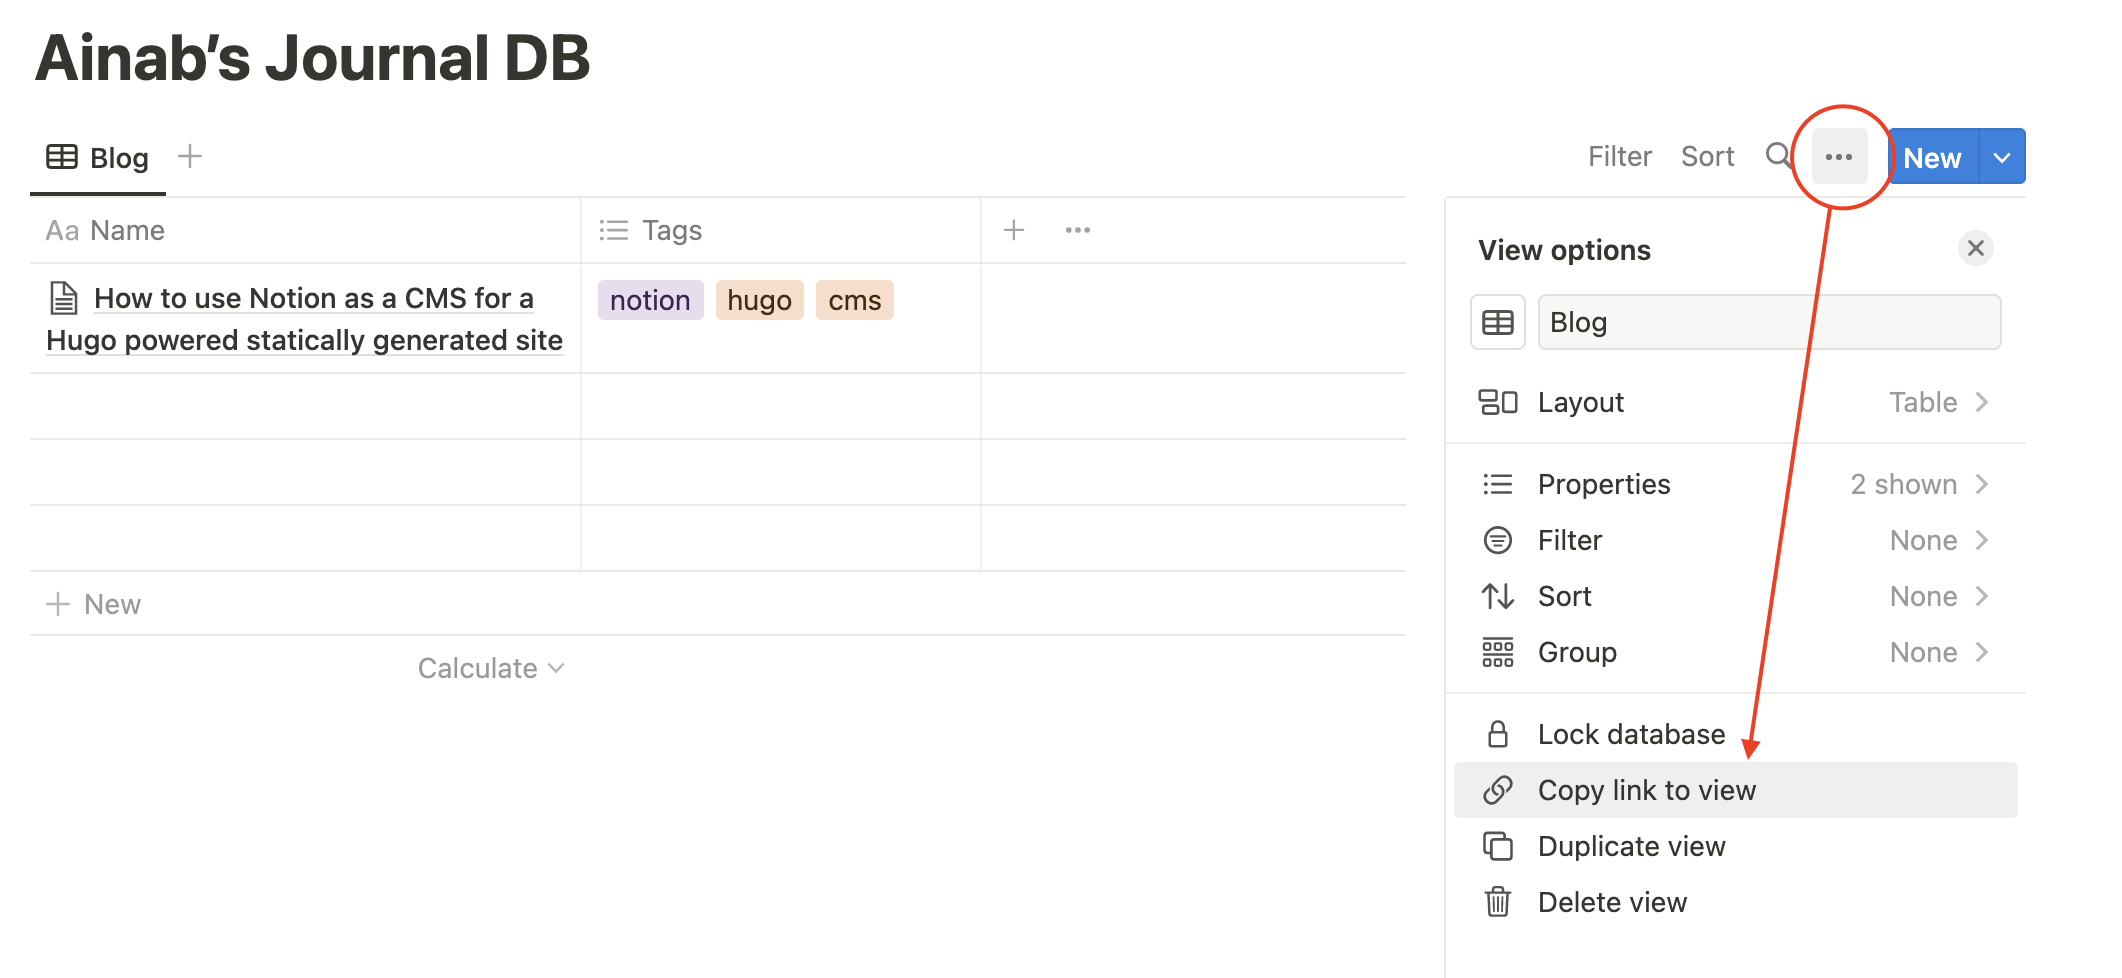 Ainab’s Journal DB
Blog
Filter Sort New
Aa Name Tags
How to use Notion as a CMS for a
Hugo powered statically generated site
notion hugo cms
New
Calculate
View options
Blog
Layout Table
Properties 2 shown
Filter None
Sort None
Group None
Lock database
Copy link to view
Duplicate view
Delete view